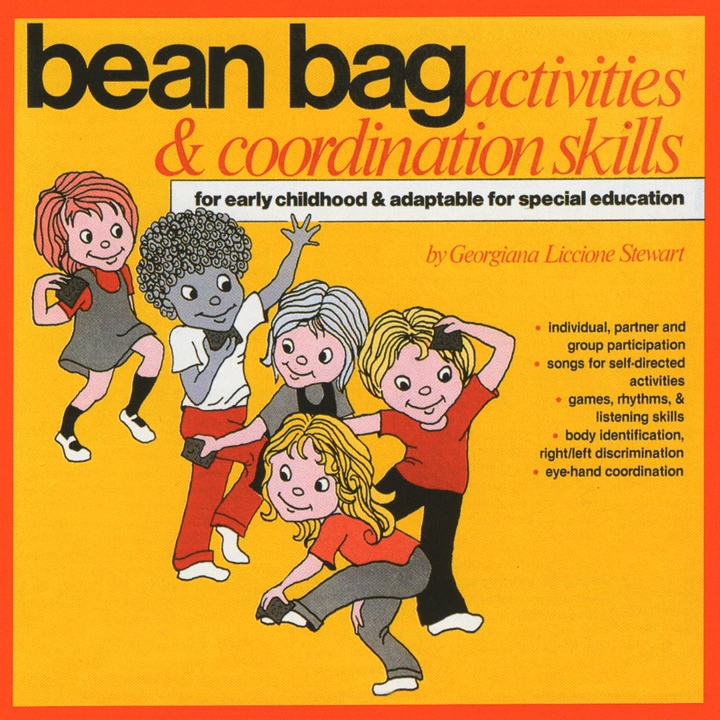 bean bag activities
& coordination skills
for early childhood & adaptable for special education
by Georgiana Liccione Stewart
• individual, partner and
group participation
• songs for self-directed
activities
• games, rhythms, &
listening skills
• body identification,
right/left discrimination
• eye-hand coordination